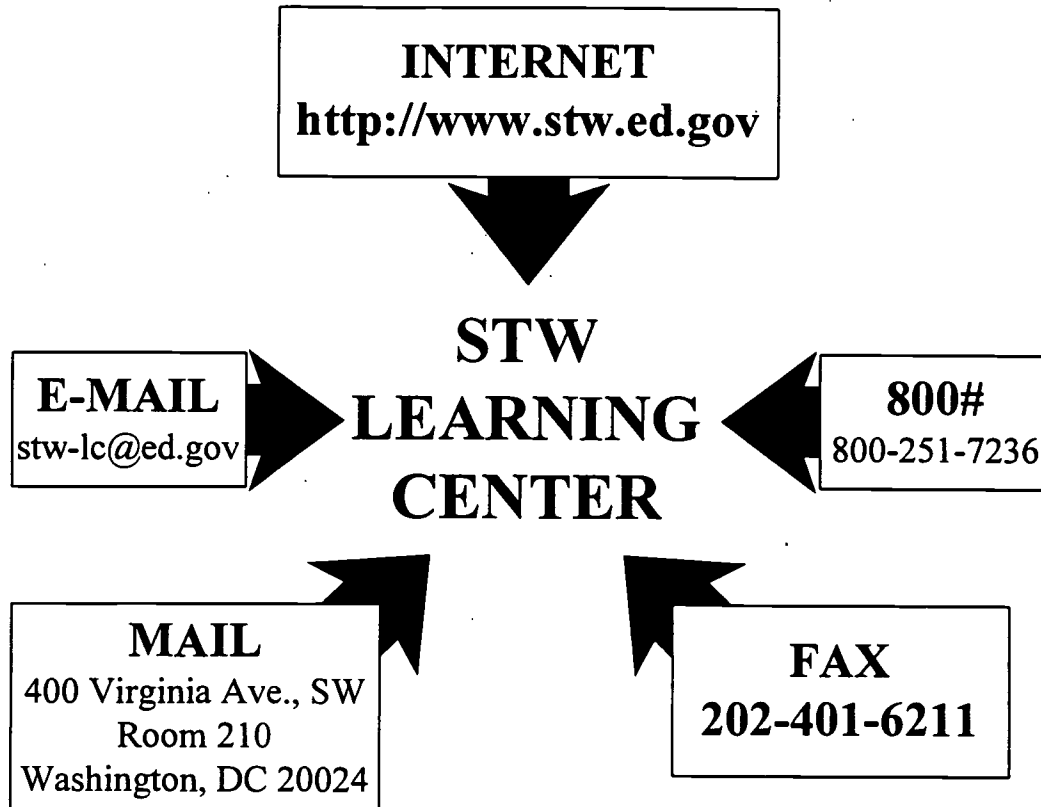 INTERNET
http://www.stw.ed.gov
STW
LEARNING
CENTER
E-MAIL
stw-lc@ed.gov
800#
800-251-7236
MAIL
400 Virginia Ave., SW
Room 210
Washington, DC 20024
FAX
202-401-6211